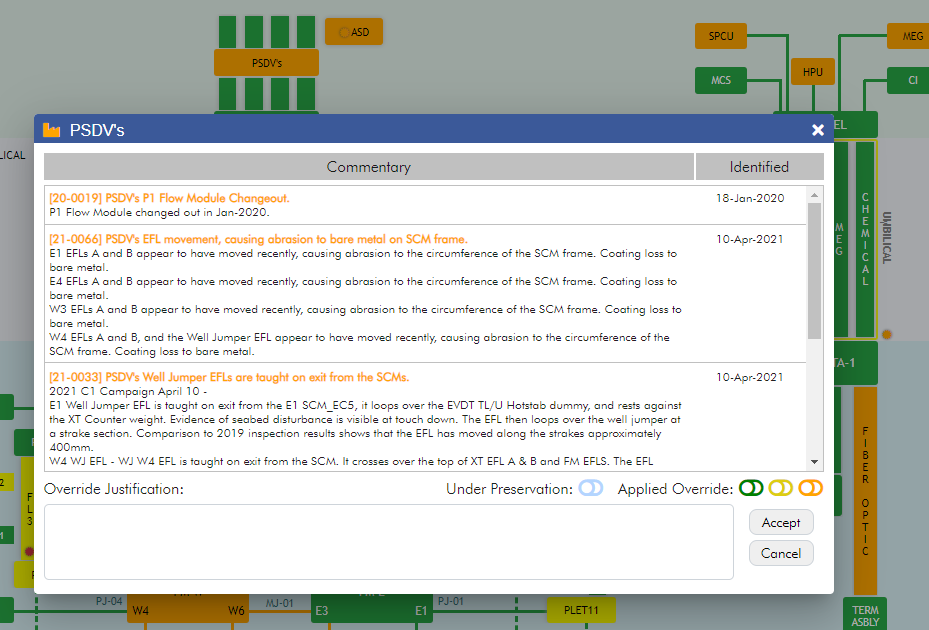 ASD
PSDV's
SPCU
MEG
HPU
MCS
CI
EL
LICAL
PSDV's
Commentary
Identified
[20-0019] PSDV's P1 Flow Module Changeout.
18-Jan-2020
P1 Flow Module changed out in Jan-2020.
[21-0066] PSDV's EFL movement, causing abrasion to bare metal on SCM frame.
10-Apr-2021
E1 EFLs A and B appear to have moved recently, causing abrasion to the circumference of the SCM frame. Coating loss to
bare metal.
E4 EFLs A and B appear to have moved recently, causing abrasion to the circumference of the SCM frame. Coating loss to
bare metal.
W3 EFLs A and B appear to have moved recently, causing abrasion to the circumference of the SCM frame. Coating loss to
bare metal.
W4 EFLs A and B, and the Well Jumper EFL appear to have moved recently, causing abrasion to the circumference of the
SCM frame. Coating loss to bare metal.
[21-0033] PSDV's Well Jumper EFLs are taught on exit from the SCMs.
10-Apr-2021
2021 C1 Campaign April 10 -
E1 Well Jumper EFL is taught on exit from the E1 SCM_EC5, it loops over the EVDT TL/U Hotstab dummy, and rests against
the XT Counter weight. Evidence of seabed disturbance is visible at touch down. The EFL then loops over the well jumper at
a strake section. Comparison to 2019 inspection results shows that the EFL has moved along the strakes approximately
400mm.
W4 WJ EFL - WJ W4 EFL is taught on exit from the SCM. It crosses over the top of XT EFL A & B and FM EFLS. The EFL
Override Justification:
Under Preservation:
Applied Override:
Accept
Cancel
MEG
CHEMICAL
UMBILICAL
TA-1
FIBER OPTIC
2
FL
3
1
PJ-04
W4
W6
MJ-01
E3
E1
PJ-01
PLET11
TERM
ASBLY